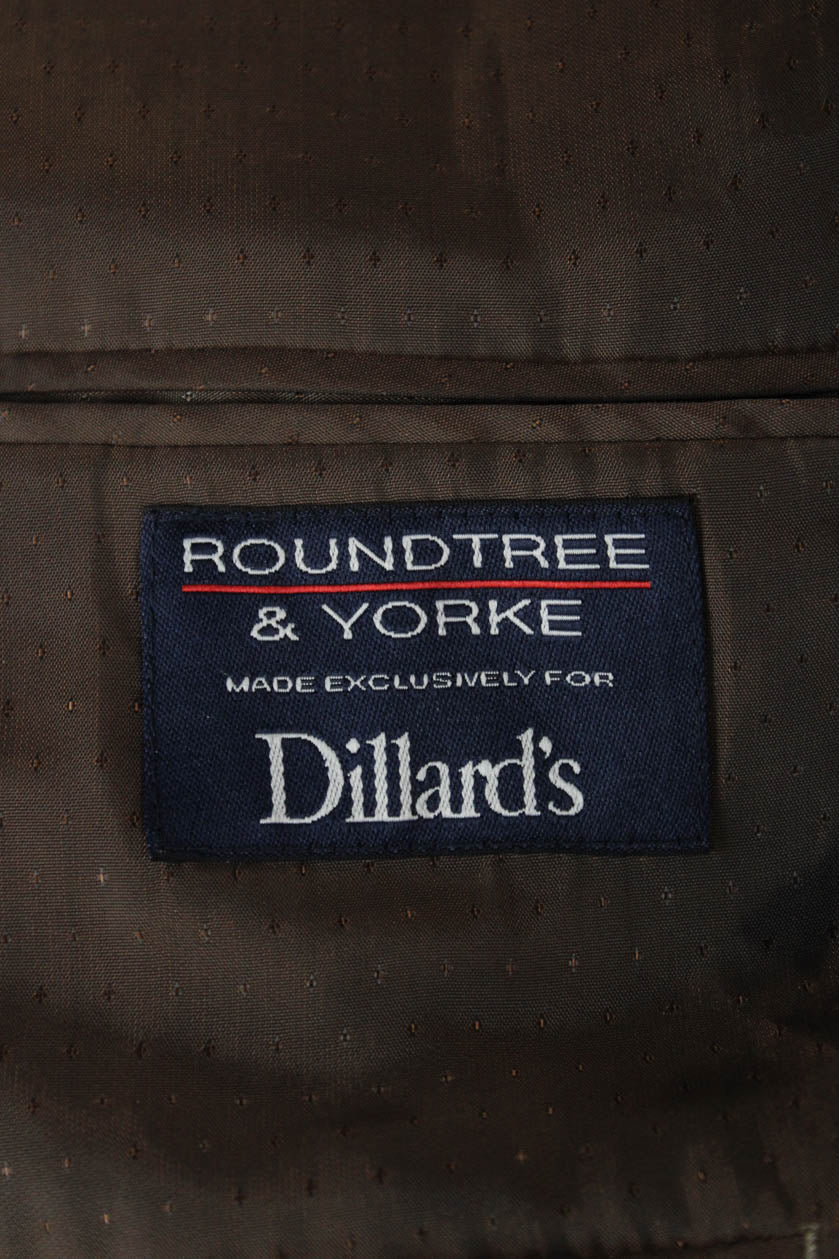 ROUNDTREE
& YORKE
MADE EXCLUSIVELY FOR
Dillard's